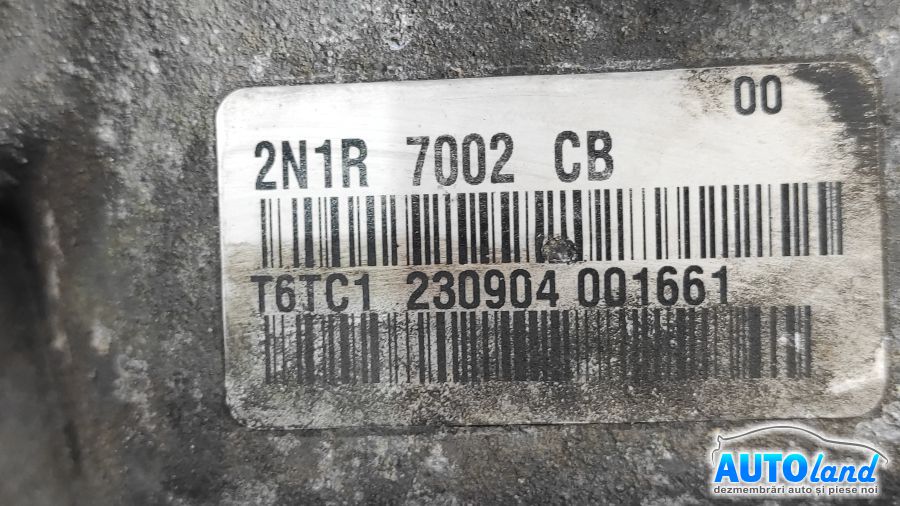 00
2N1R 7002 CB
T6TC1 230904 001661
AUTOland
dezmembrări auto și piese noi